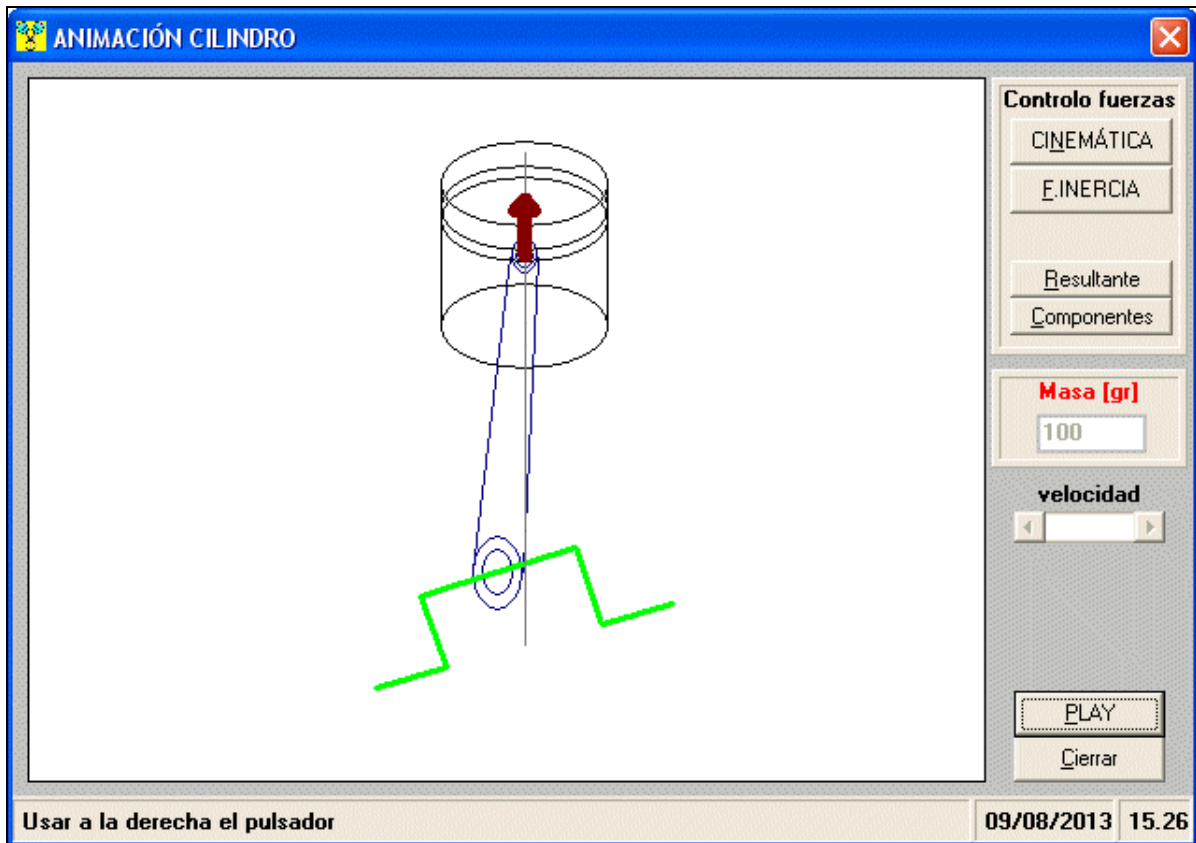 ANIMACIÓN CILINDRO
Controlo fuerzas
CINEMÁTICA
F.INERCIA
Resultante
Componentes
Masa [gr]
100
velocidad
PLAY
Cierrar
Usar a la derecha el pulsador
09/08/2013
15.26